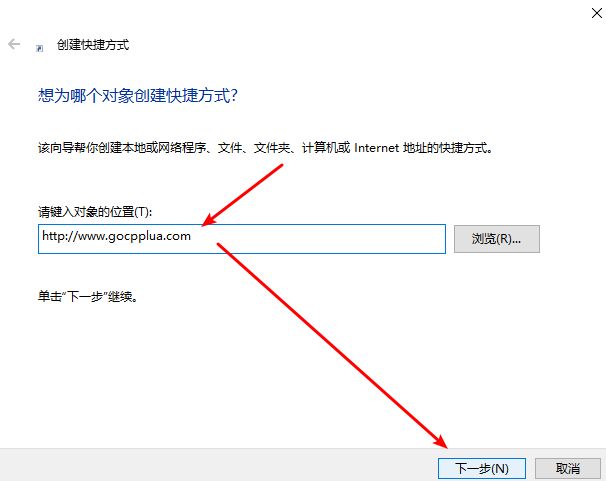 创建快捷方式
想为哪个对象创建快捷方式?
该向导帮你创建本地或网络程序、文件、文件夹、计算机或 Internet 地址的快捷方式。
请键入对象的位置(T):
http://www.gocpplua.com
浏览(R)...
单击"下一步"继续。
下一步(N)
取消